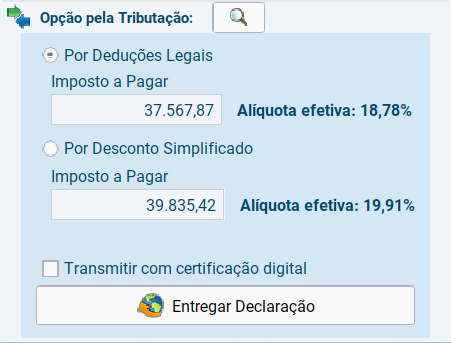 Opção pela Tributação:
Por Deduções Legais
Imposto a Pagar
37.567,87 Alíquota efetiva: 18,78%
Por Desconto Simplificado
Imposto a Pagar
39.835,42 Alíquota efetiva: 19,91%
Transmitir com certificação digital
Entregar Declaração